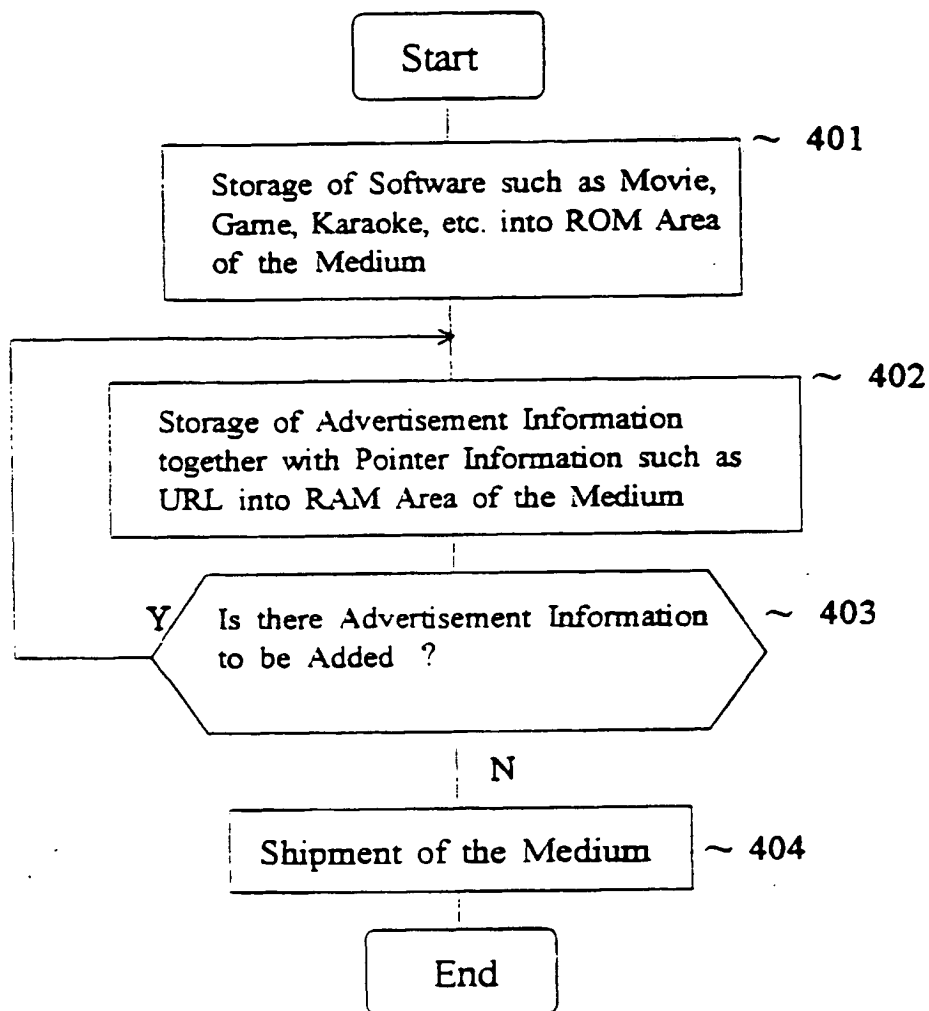 Start
~ 401
Storage of Software such as Movie,
Game, Karaoke, etc. into ROM Area
of the Medium
~ 402
Storage of Advertisement Information
together with Pointer Information such as
URL into RAM Area of the Medium
Y
Is there Advertisement Information
to be Added ?
~ 403
N
Shipment of the Medium
~ 404
End